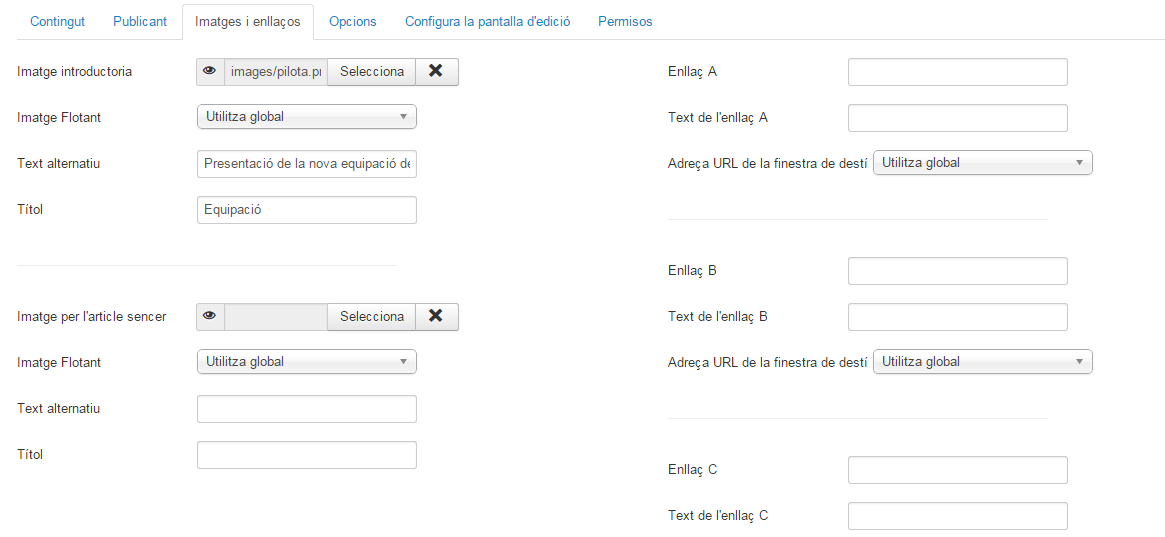 Contingut Publicant Imatges i enllaços Opcions Configura la pantalla d'edició Permisos
Imatge introductoria images/pilota.pr Selecciona
Imatge Flotant Utilitza global
Text alternatiu Presentació de la nova equipació de
Títol Equipació
Imatge per l'article sencer Selecciona
Imatge Flotant Utilitza global
Text alternatiu
Títol
Enllaç A
Text de l'enllaç A
Adreça URL de la finestra de destí Utilitza global
Enllaç B
Text de l'enllaç B
Adreça URL de la finestra de destí Utilitza global
Enllaç C
Text de l'enllaç C